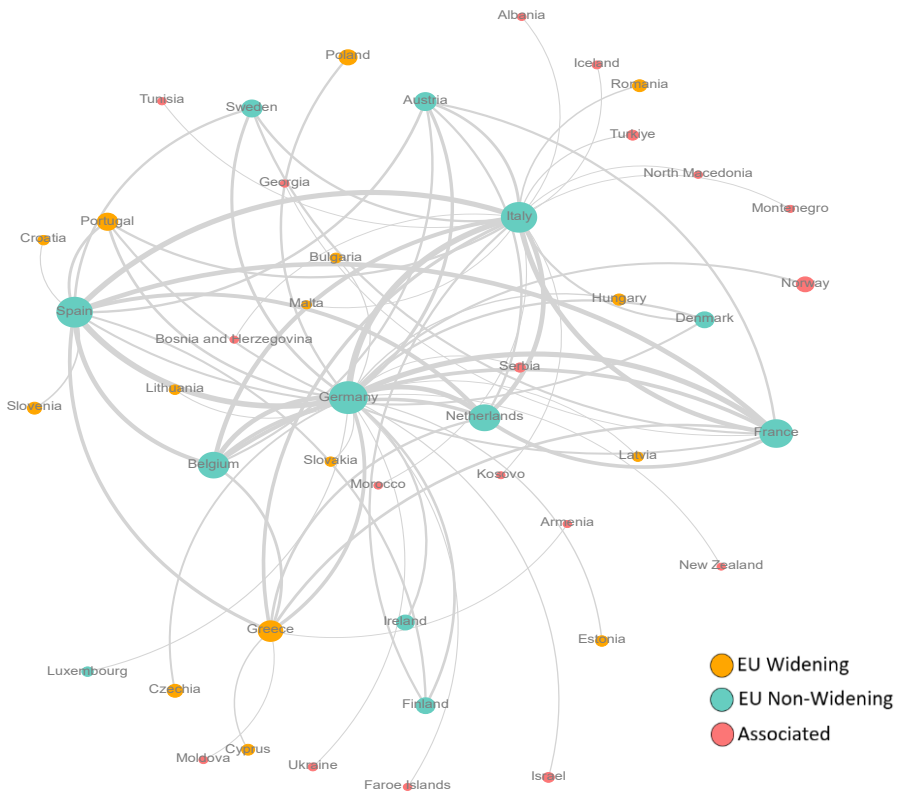 Albania
Poland
Iceland
Romania
Tunisia
Sweden
Austria
Turkiye
North Macedonia
Georgia
Montenegro
Portugal
Italy
Croatia
Bulgaria
Norway
Malta
Hungary
Spain
Denmark
Bosnia and Herzegovina
Serbia
Lithuania
Germany
Slovenia
Netherlands
France
Belgium
Slovakia
Latvia
Kosovo
Morocco
Armenia
New Zealand
Ireland
Greece
Estonia
Luxembourg
EU Widening
Czechia
EU Non-Widening
Finland
Associated
Cyprus
Moldova
Ukraine
Israel
Faroe Islands